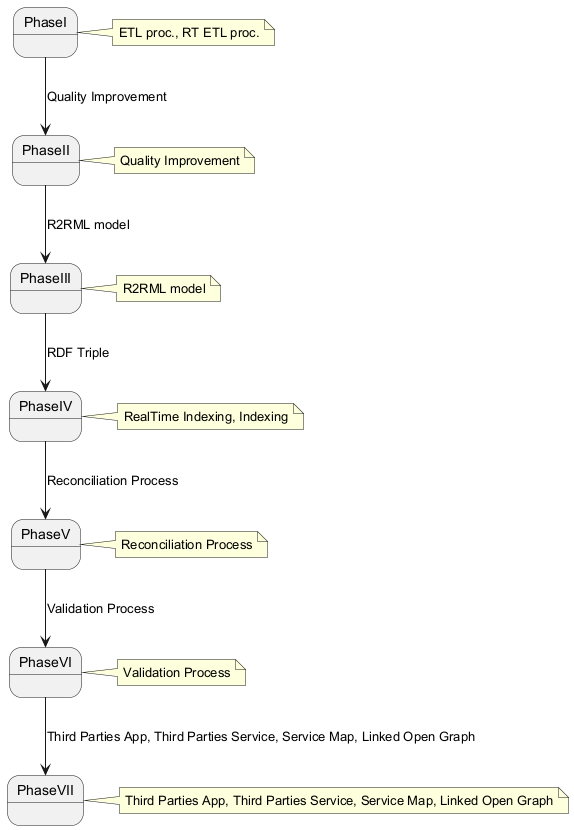 PhaseI
ETL proc., RT ETL proc.
Quality Improvement
PhaseII
Quality Improvement
R2RML model
PhaseIII
R2RML model
RDF Triple
PhaseIV
RealTime Indexing, Indexing
Reconciliation Process
PhaseV
Reconciliation Process
Validation Process
PhaseVI
Validation Process
Third Parties App, Third Parties Service, Service Map, Linked Open Graph
PhaseVII
Third Parties App, Third Parties Service, Service Map, Linked Open Graph